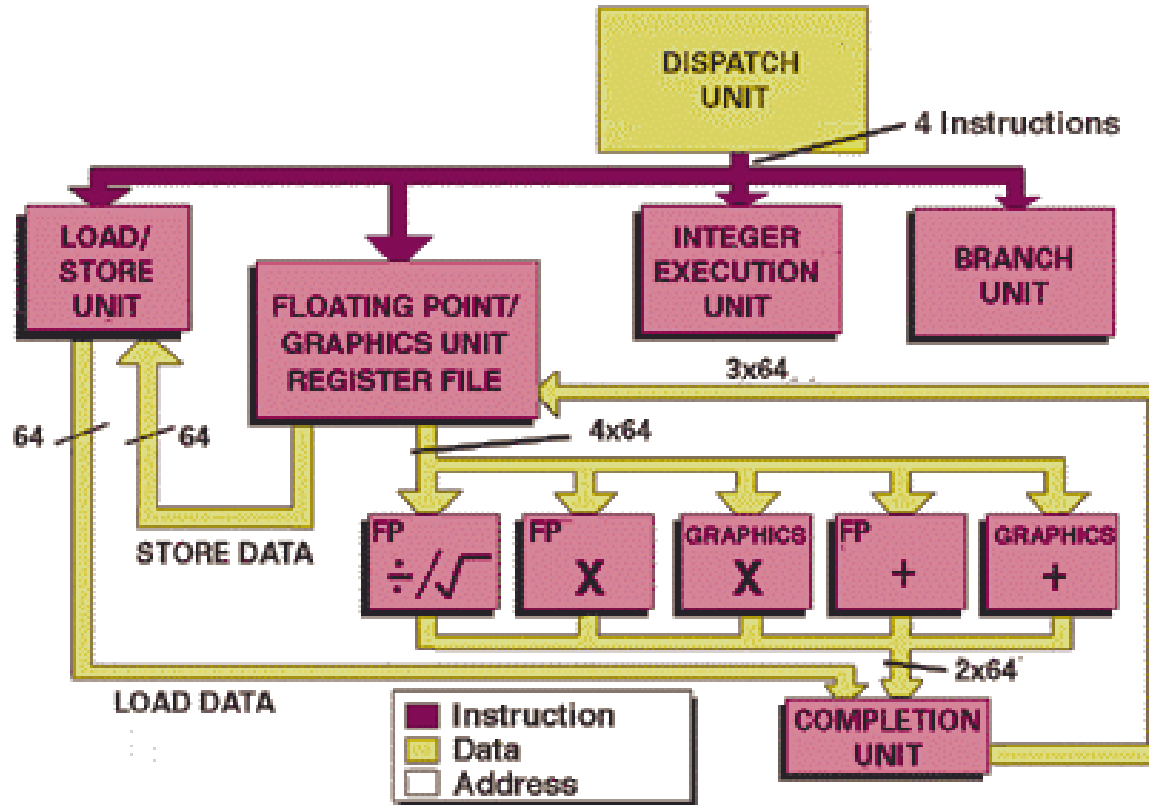 DISPATCH
UNIT
4 Instructions
LOAD/
STORE
UNIT
FLOATING POINT/
GRAPHICS UNIT
REGISTER FILE
INTEGER
EXECUTION
UNIT
BRANCH
UNIT
3x64
64
64
4x64
STORE DATA
FP
÷/√
FP
X
GRAPHICS
X
FP
+
GRAPHICS
+
2x64
LOAD DATA
COMPLETION
UNIT
Instruction
Data
Address